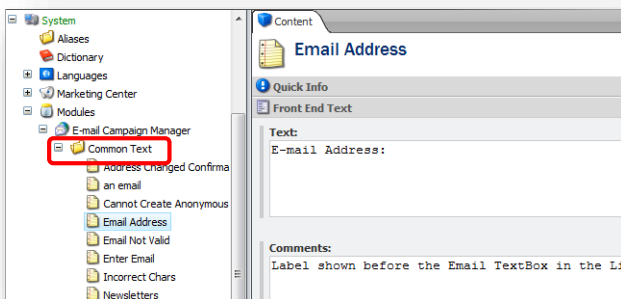 System
Aliases
Dictionary
Languages
Marketing Center
Modules
E-mail Campaign Manager
Common Text
Address Changed Confirma
an email
Cannot Create Anonymous
Email Address
Email Not Valid
Enter Email
Incorrect Chars
Newsletters
Content
Email Address
Quick Info
Front End Text
Text:
E-mail Address:
Comments:
Label shown before the Email TextBox in the Li